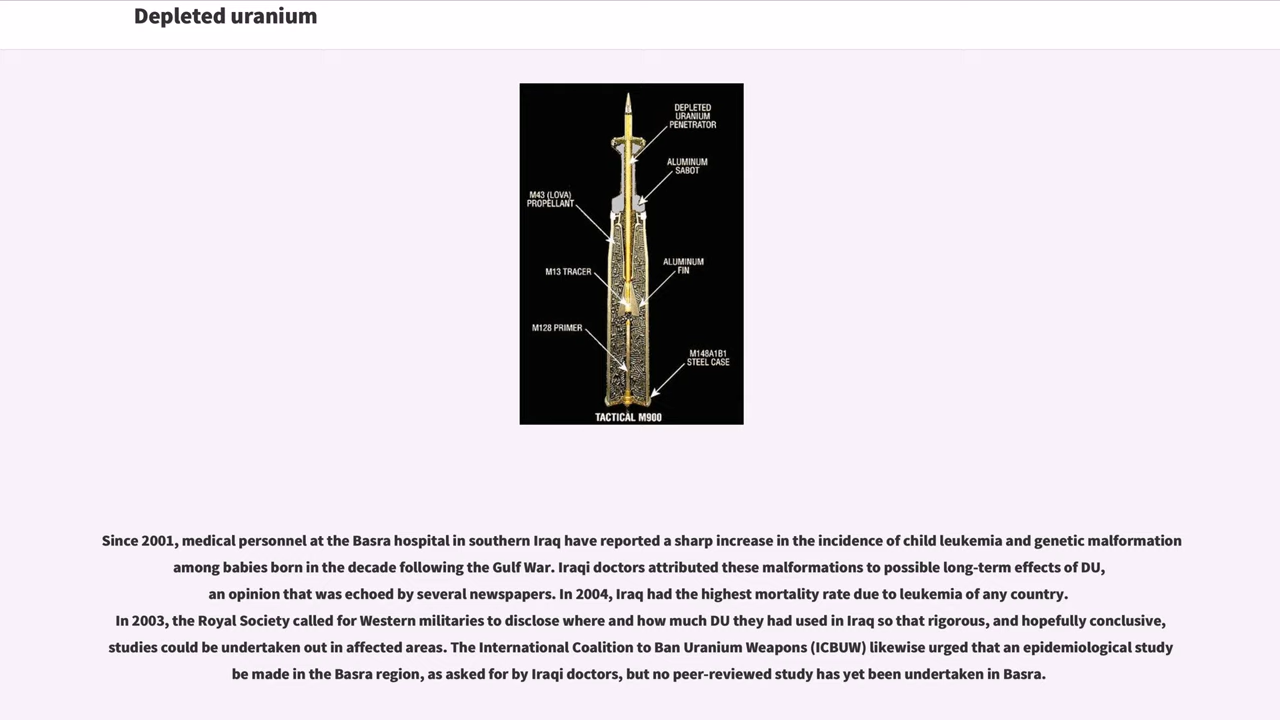 Depleted uranium
DEPLETED
URANIUM
PENETRATOR
ALUMINUM
SABOT
M43 (LOVA)
PROPELLANT
M13 TRACER
ALUMINUM
FIN
M128 PRIMER
M148A1B1
STEEL CASE
TACTICAL M900
Since 2001, medical personnel at the Basra hospital in southern Iraq have reported a sharp increase in the incidence of child leukemia and genetic malformation
among babies born in the decade following the Gulf War. Iraqi doctors attributed these malformations to possible long-term effects of DU,
an opinion that was echoed by several newspapers. In 2004, Iraq had the highest mortality rate due to leukemia of any country.
In 2003, the Royal Society called for Western militaries to disclose where and how much DU they had used in Iraq so that rigorous, and hopefully conclusive,
studies could be undertaken out in affected areas. The International Coalition to Ban Uranium Weapons (ICBUW) likewise urged that an epidemiological study
be made in the Basra region, as asked for by Iraqi doctors, but no peer-reviewed study has yet been undertaken in Basra.